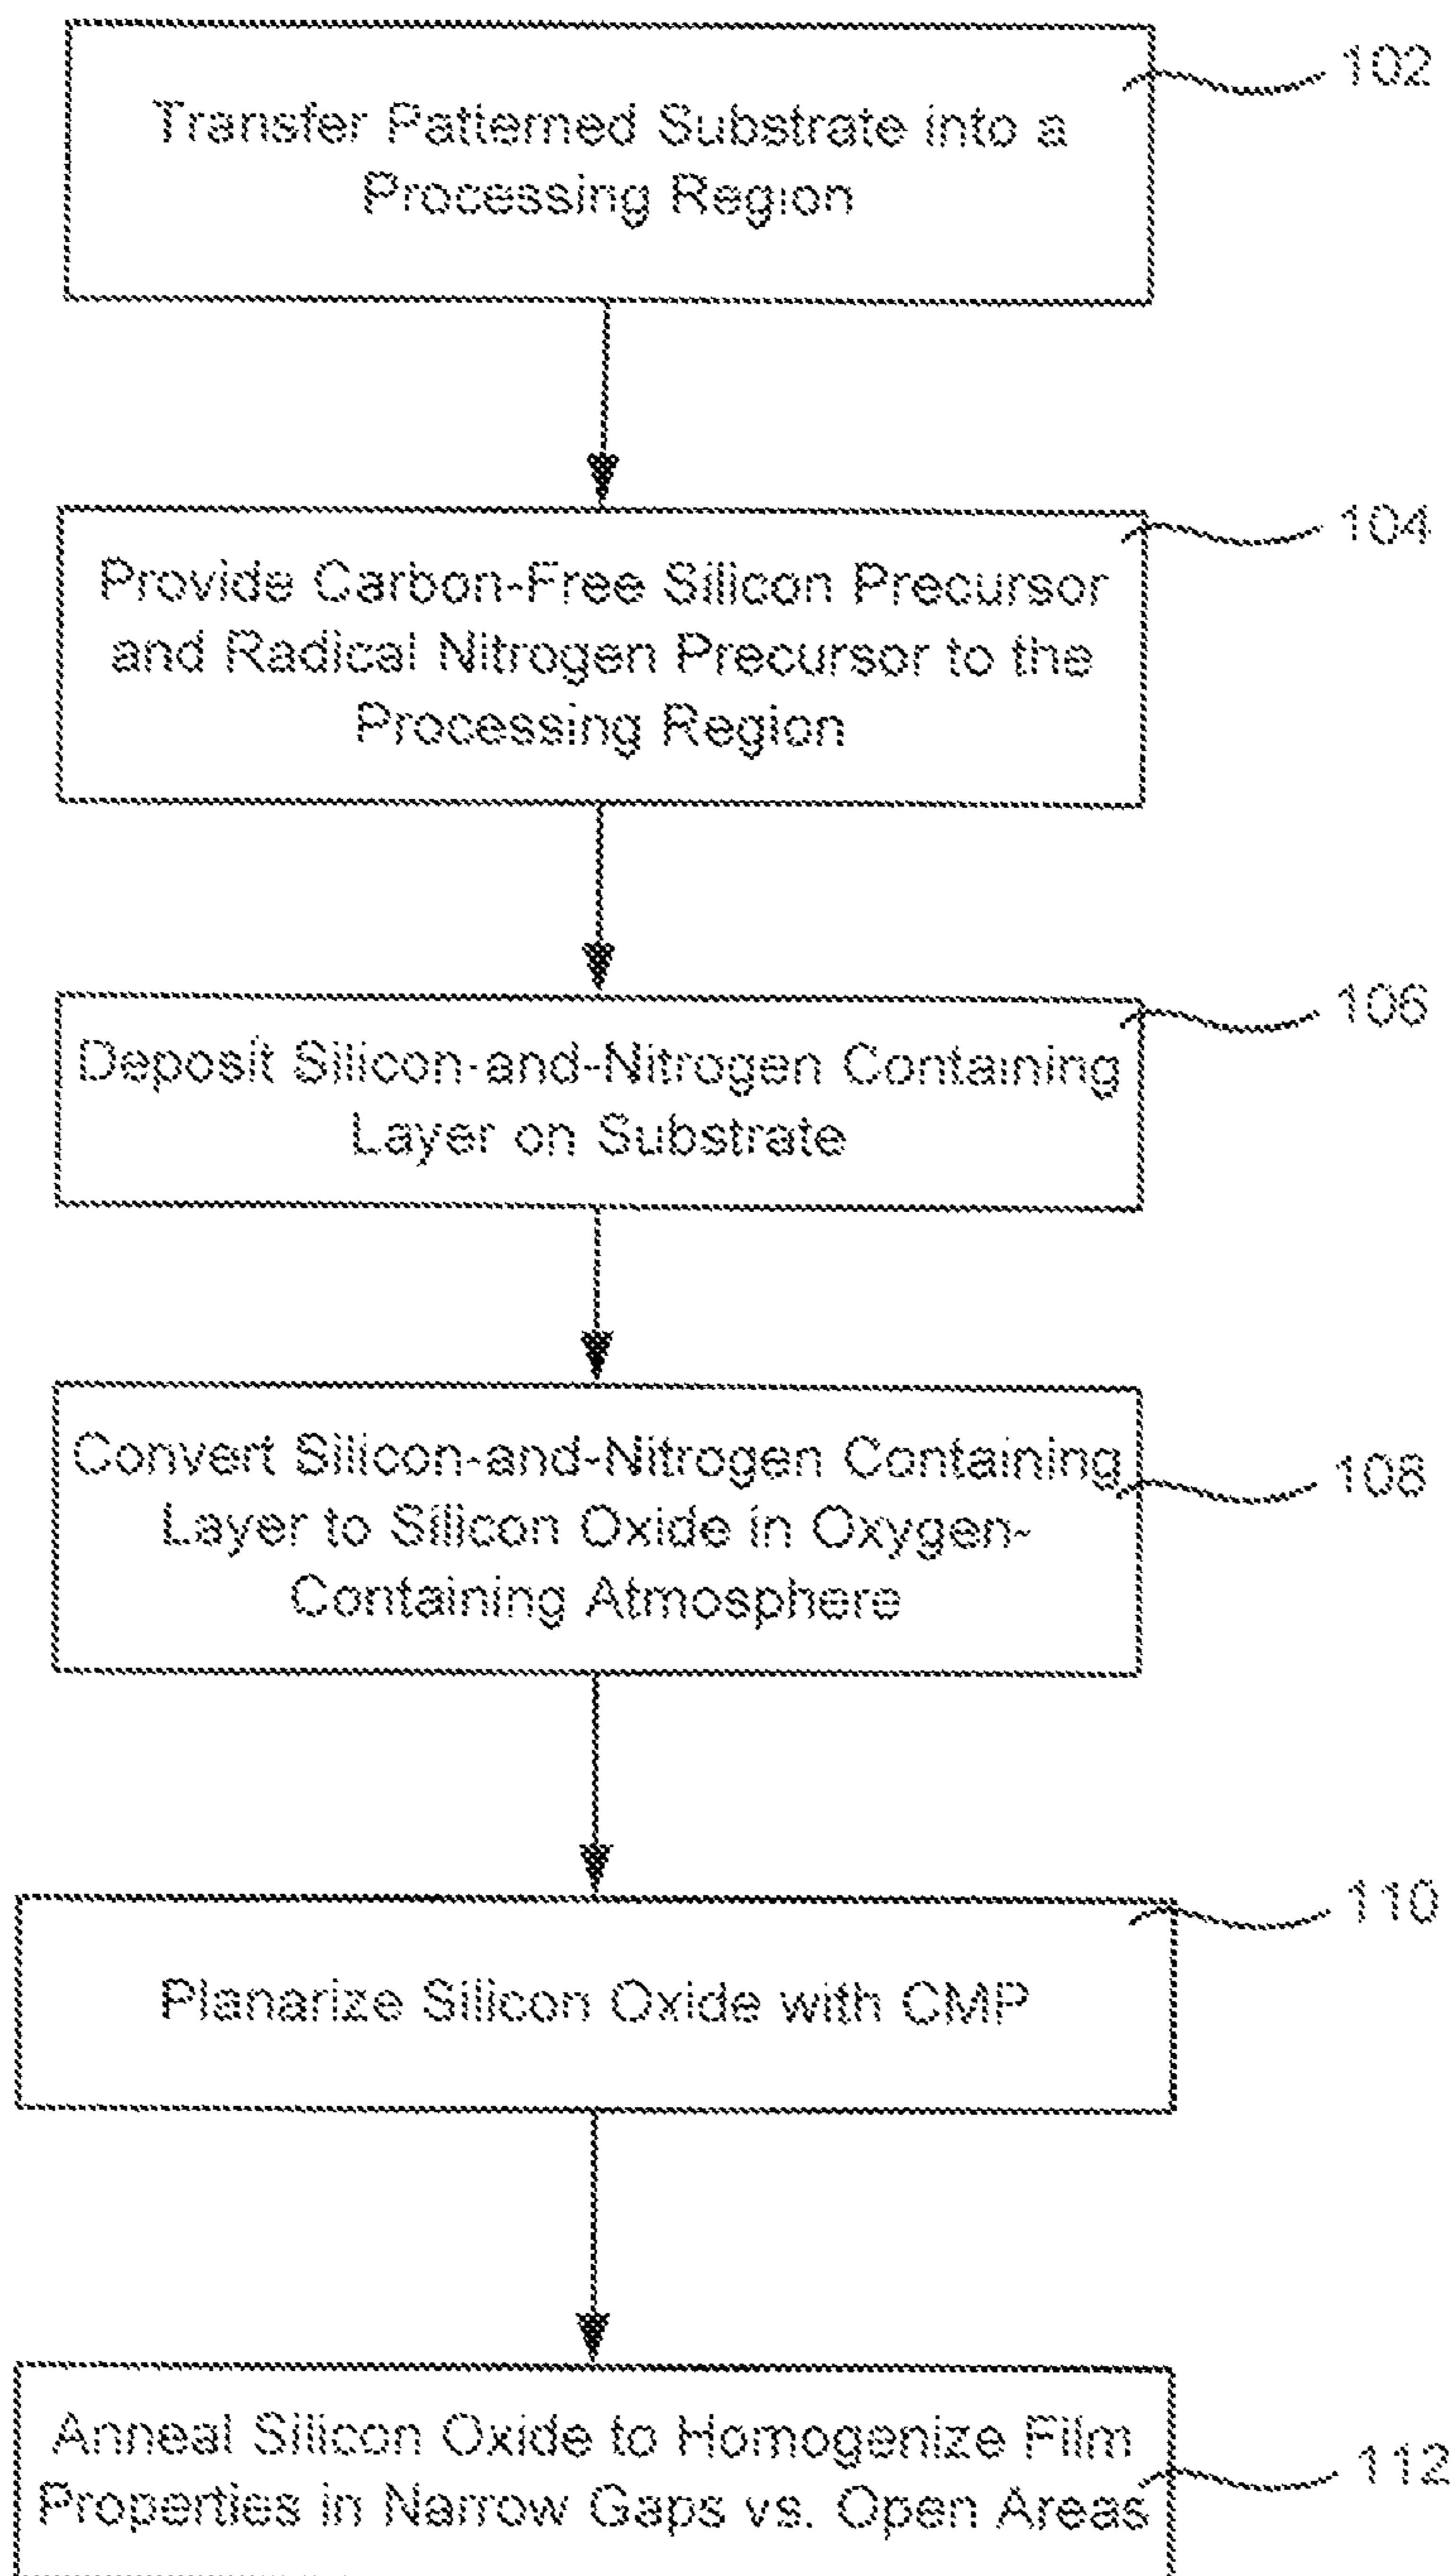 102
Transfer Patterned Substrate into a
Processing Region
104
Provide Carbon-Free Silicon Precursor
and Radical Nitrogen Precursor to the
Processing Region
106
Deposit Silicon-and-Nitrogen Containing
Layer on Substrate
108
Convert Silicon-and-Nitrogen Containing
Layer to Silicon Oxide in Oxygen-
Containing Atmosphere
110
Planarize Silicon Oxide with CMP
112
Anneal Silicon Oxide to Homogenize Film
Properties in Narrow Gaps vs. Open Areas